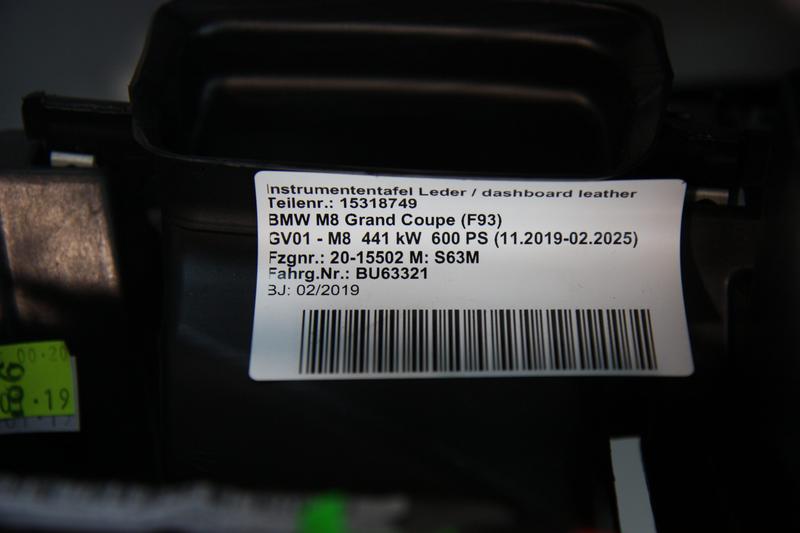 Instrumententafel Leder / dashboard leather
Teilenr.: 15318749
BMW M8 Grand Coupe (F93)
GV01 - M8 441 kW 600 PS (11.2019-02.2025)
Fzgnr.: 20-15502 M: S63M
Fahrg.Nr.: BU63321
BJ: 02/2019